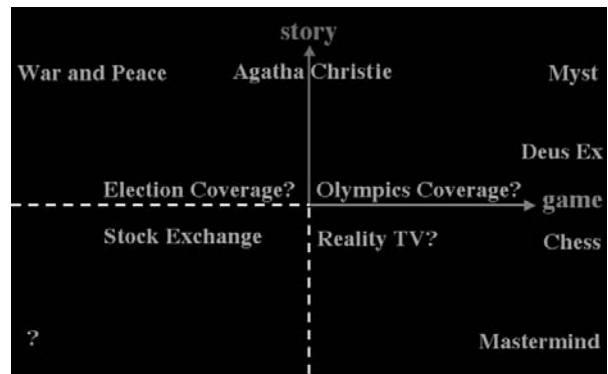 story
War and Peace Agatha Christie Myst
Deus Ex
Election Coverage? Olympics Coverage? game
Stock Exchange Reality TV? Chess
? Mastermind